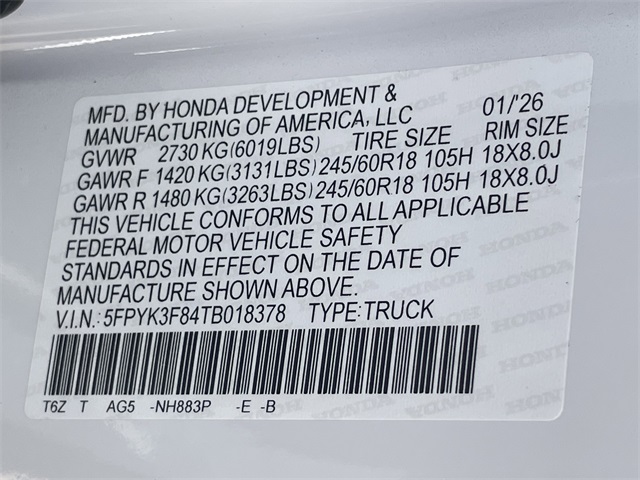 MFD. BY HONDA DEVELOPMENT &
MANUFACTURING OF AMERICA, LLC 01/'26
GVWR 2730 KG(6019LBS) TIRE SIZE RIM SIZE
GAWR F 1420 KG(3131LBS) 245/60R18 105H 18X8.0J
GAWR R 1480 KG(3263LBS) 245/60R18 105H 18X8.0J
THIS VEHICLE CONFORMS TO ALL APPLICABLE
FEDERAL MOTOR VEHICLE SAFETY
STANDARDS IN EFFECT ON THE DATE OF
MANUFACTURE SHOWN ABOVE.
V.I.N.: 5FPYK3F84TB018378 TYPE: TRUCK
T6Z T AG5 -NH883P -E -B